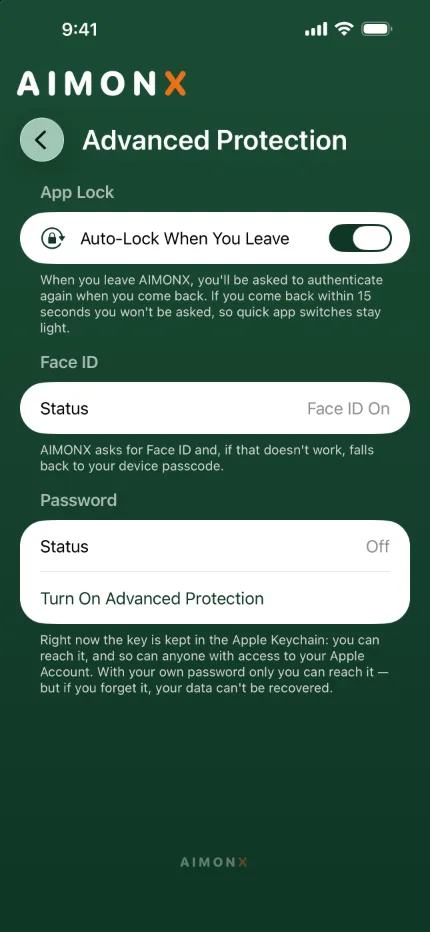 9:41
AIMONX
Advanced Protection
App Lock
Auto-Lock When You Leave
When you leave AIMONX, you'll be asked to authenticate
again when you come back. If you come back within 15
seconds you won't be asked, so quick app switches stay
light.
Face ID
Status Face ID On
AIMONX asks for Face ID and, if that doesn't work, falls
back to your device passcode.
Password
Status Off
Turn On Advanced Protection
Right now the key is kept in the Apple Keychain: you can
reach it, and so can anyone with access to your Apple
Account. With your own password only you can reach it —
but if you forget it, your data can't be recovered.
AIMONX